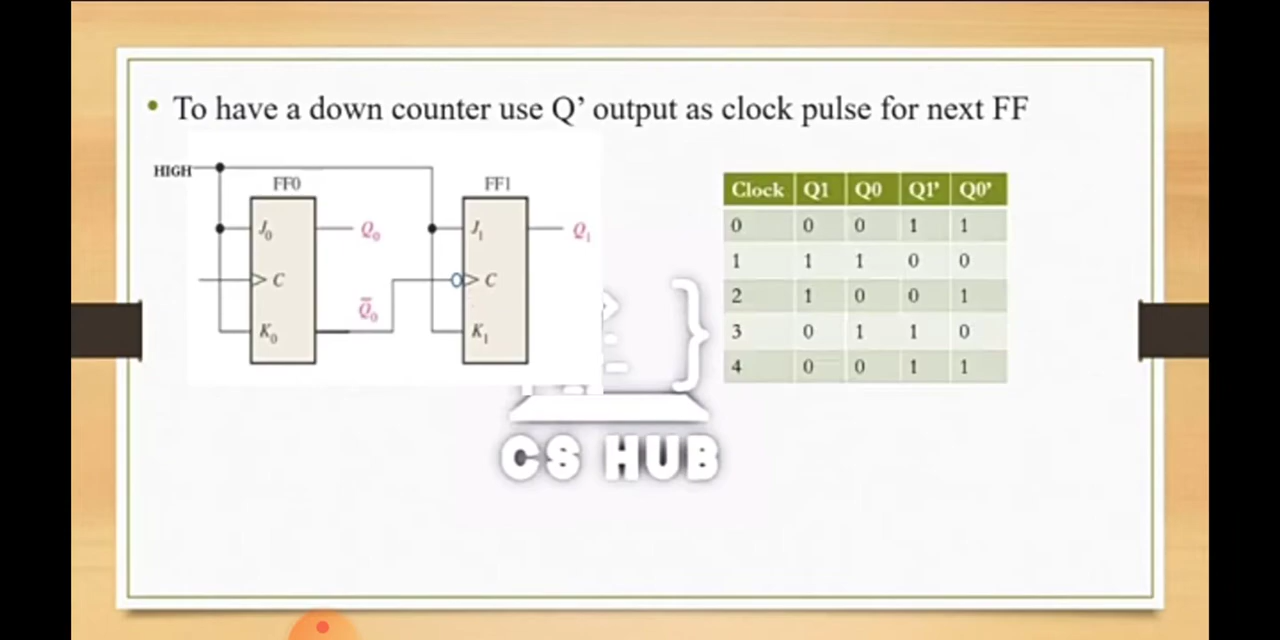 • To have a down counter use Q’ output as clock pulse for next FF
HIGH
FF0
FF1
J₀
Q₀
J₁
Q₁
C
C
Q̅₀
K₀
K₁
Clock Q1 Q0 Q1’ Q0’
0 0 0 1 1
1 1 1 0 0
2 1 0 0 1
3 0 1 1 0
4 0 0 1 1
CS HUB